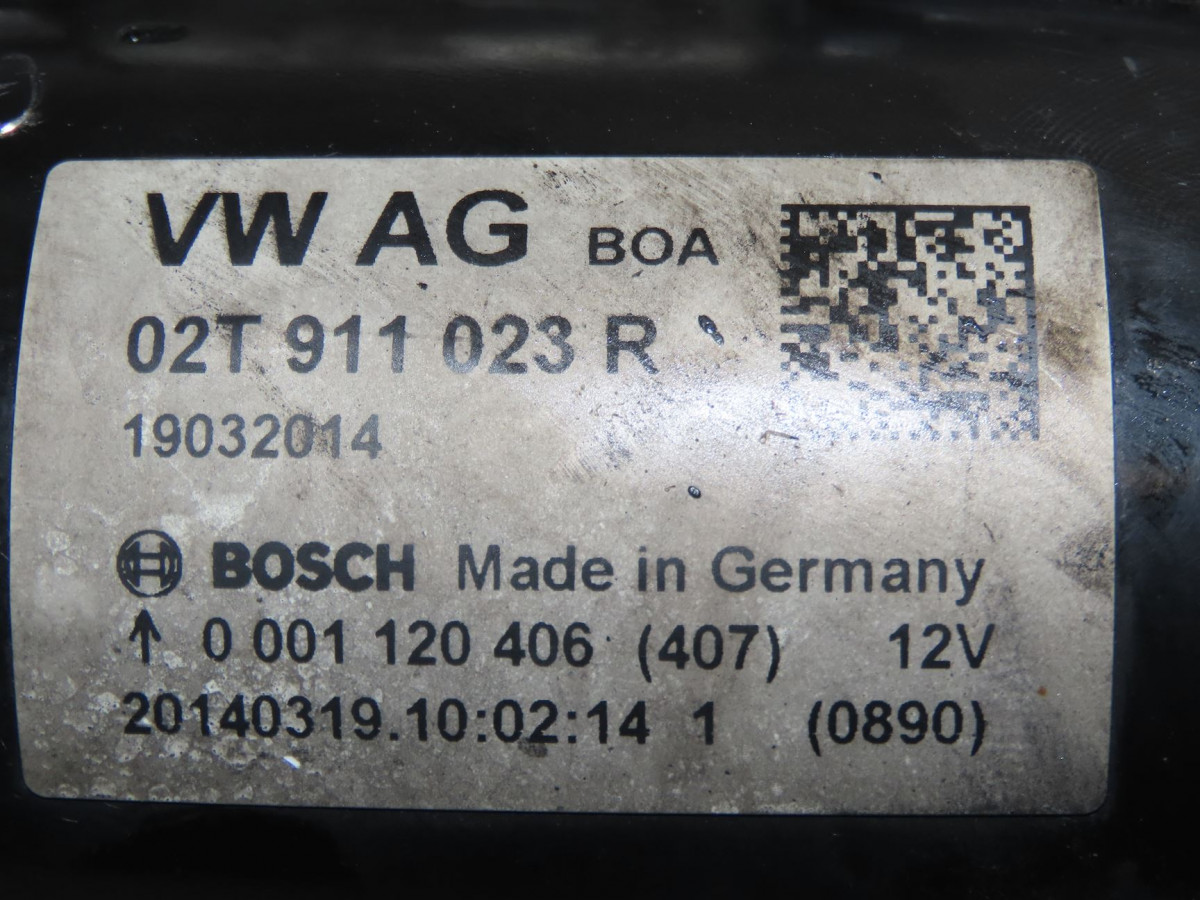 VW AG BOA
02T 911 023 R
19032014
BOSCH Made in Germany
↑ 0 001 120 406 (407) 12V
20140319.10:02:14 1 (0890)